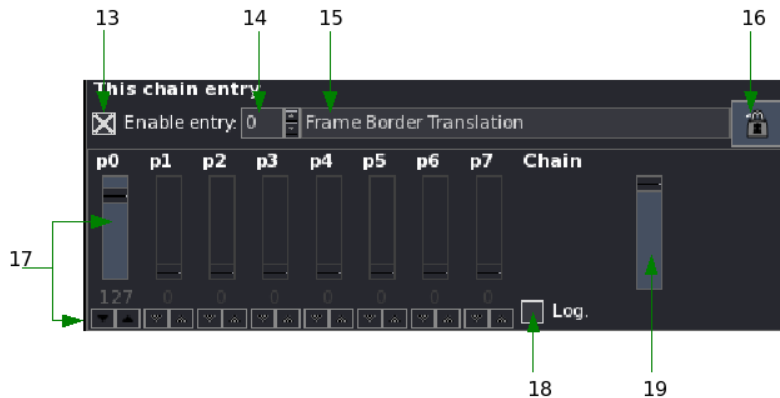 13 14 15 16
This chain entry
Enable entry: 0 Frame Border Translation
p0 p1 p2 p3 p4 p5 p6 p7 Chain
17
127 0 0 0 0 0 0 0
Log.
18 19